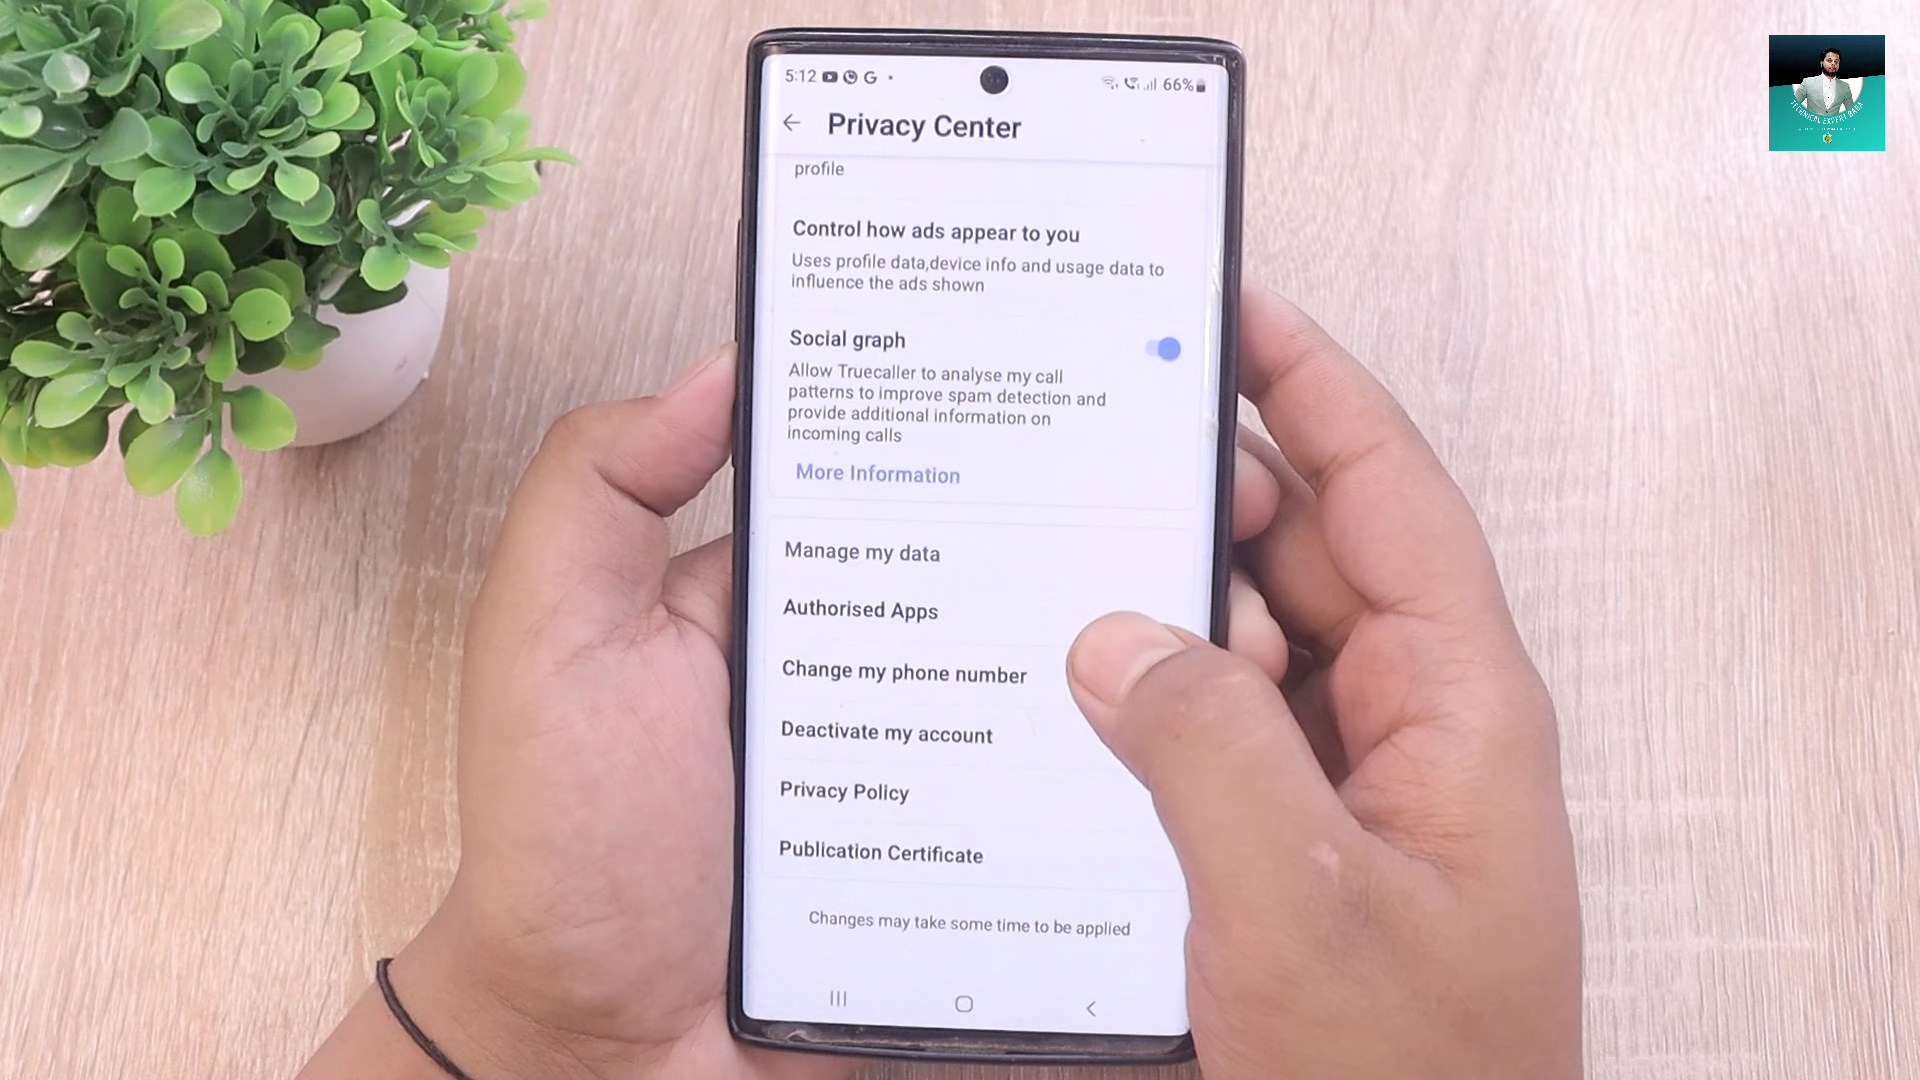 5:12 G
66%
Privacy Center
profile
Control how ads appear to you
Uses profile data,device info and usage data to
influence the ads shown
Social graph
Allow Truecaller to analyse my call
patterns to improve spam detection and
provide additional information on
incoming calls
More Information
Manage my data
Authorised Apps
Change my phone number
Deactivate my account
Privacy Policy
Publication Certificate
Changes may take some time to be applied
TECHNICAL EXPERT BABA